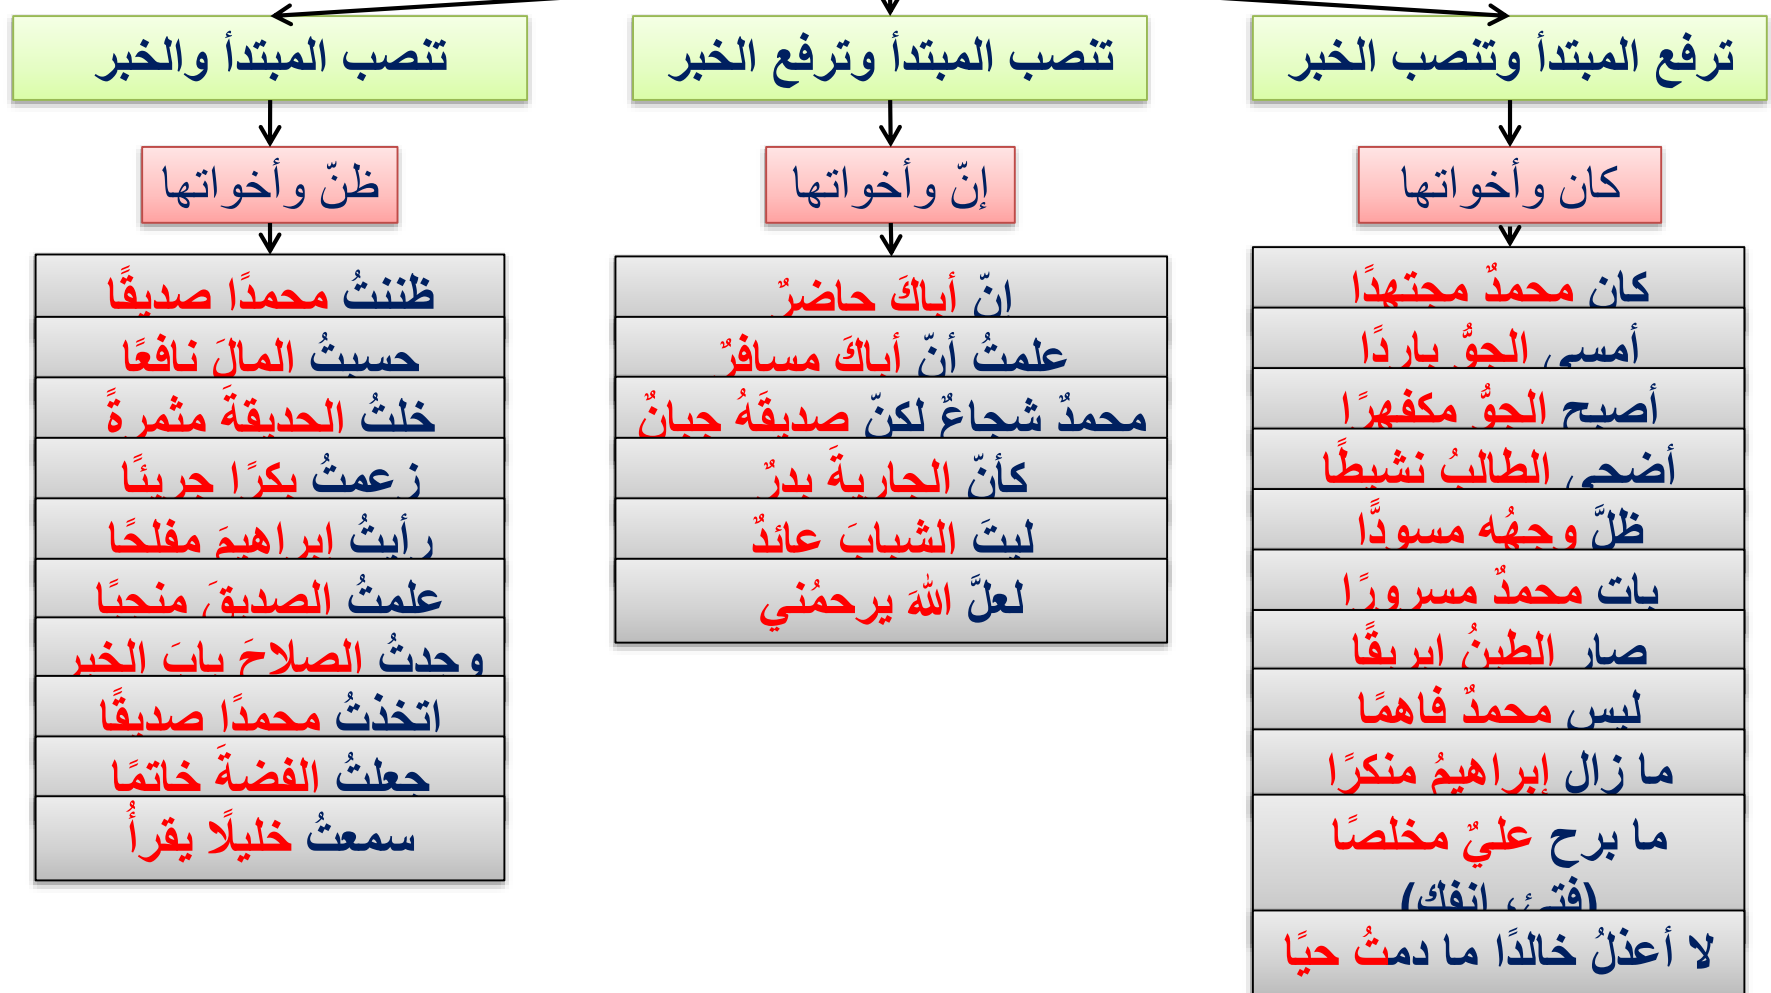 ترفع المبتدأ وتنصب الخبر
كان وأخواتها
كان محمدٌ مجتهدًا
أمسى الجوُّ باردًا
أصبح الجوُّ مكفهرًا
أضحى الطالبُ نشيطًا
ظلَّ وجهُه مسودًّا
بات محمدٌ مسرورًا
صار الطينُ ابريقًا
ليس محمدٌ فاهمًا
ما زال إبراهيمُ منكرًا
ما برح عليٌ مخلصًا
(فتئ، انفك)
لا أعذلُ خالدًا ما دمتُ حيًا
تنصب المبتدأ وترفع الخبر
إنّ وأخواتها
إنّ أباكَ حاضرٌ
علمتُ أنّ أباكَ مسافرٌ
محمدٌ شجاعٌ لكنّ صديقَهُ جبانٌ
كأنّ الجاريةَ بدرٌ
ليتَ الشبابَ عائدٌ
لعلَّ اللهَ يرحمُني
تنصب المبتدأ والخبر
ظنّ وأخواتها
ظننتُ محمدًا صديقًا
حسبتُ المالَ نافعًا
خلتُ الحديقةَ مثمرةً
زعمتُ بكرًا جريئًا
رأيتُ إبراهيمَ مفلحًا
علمتُ الصديقَ منجيًا
وجدتُ الصلاحَ بابَ الخير
اتخذتُ محمدًا صديقًا
جعلتُ الفضةَ خاتمًا
سمعتُ خليلًا يقرأُ